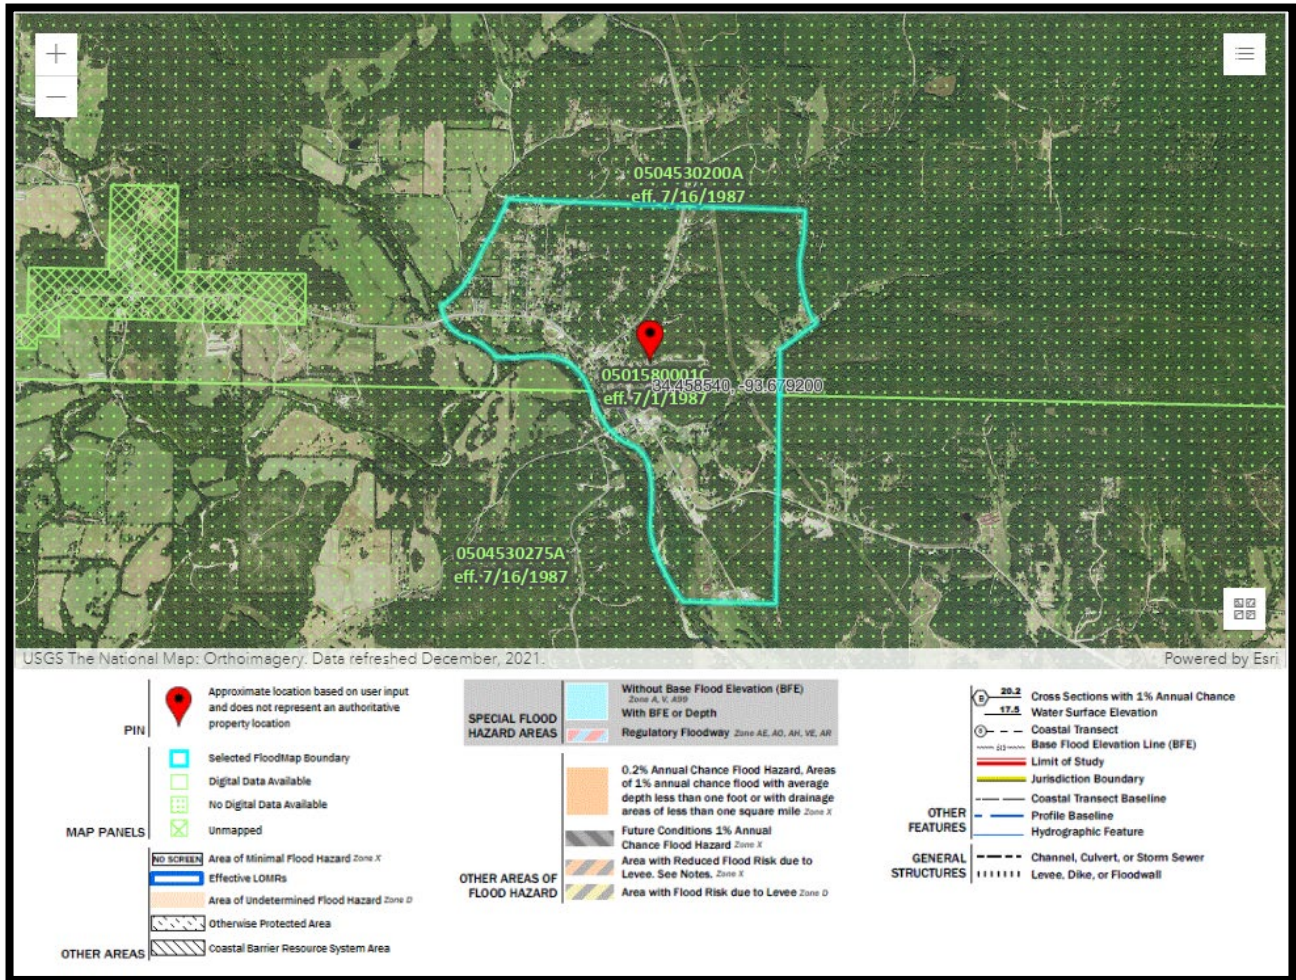 0504530200A
eff. 7/16/1987
0501580001C
34.458540, -93.679200
eff. 7/1/1987
0504530275A
eff. 7/16/1987
USGS The National Map: Orthoimagery. Data refreshed December, 2021.
Powered by Esri
PIN
Approximate location based on user input
and does not represent an authoritative
property location
MAP PANELS
Selected FloodMap Boundary
Digital Data Available
No Digital Data Available
Unmapped
OTHER AREAS
NO SCREEN Area of Minimal Flood Hazard Zone X
Effective LOMRs
Area of Undetermined Flood Hazard Zone D
Otherwise Protected Area
Coastal Barrier Resource System Area
SPECIAL FLOOD
HAZARD AREAS
Without Base Flood Elevation (BFE)
Zone A, V, A99
With BFE or Depth
Regulatory Floodway Zone AE, AO, AH, VE, AR
OTHER AREAS OF
FLOOD HAZARD
0.2% Annual Chance Flood Hazard, Areas
of 1% annual chance flood with average
depth less than one foot or with drainage
areas of less than one square mile Zone X
Future Conditions 1% Annual
Chance Flood Hazard Zone X
Area with Reduced Flood Risk due to
Levee. See Notes. Zone X
Area with Flood Risk due to Levee Zone D
OTHER
FEATURES
B 20.2 Cross Sections with 1% Annual Chance
17.5 Water Surface Elevation
8 Coastal Transect
513 Base Flood Elevation Line (BFE)
Limit of Study
Jurisdiction Boundary
Coastal Transect Baseline
Profile Baseline
Hydrographic Feature
GENERAL
STRUCTURES
Channel, Culvert, or Storm Sewer
Levee, Dike, or Floodwall